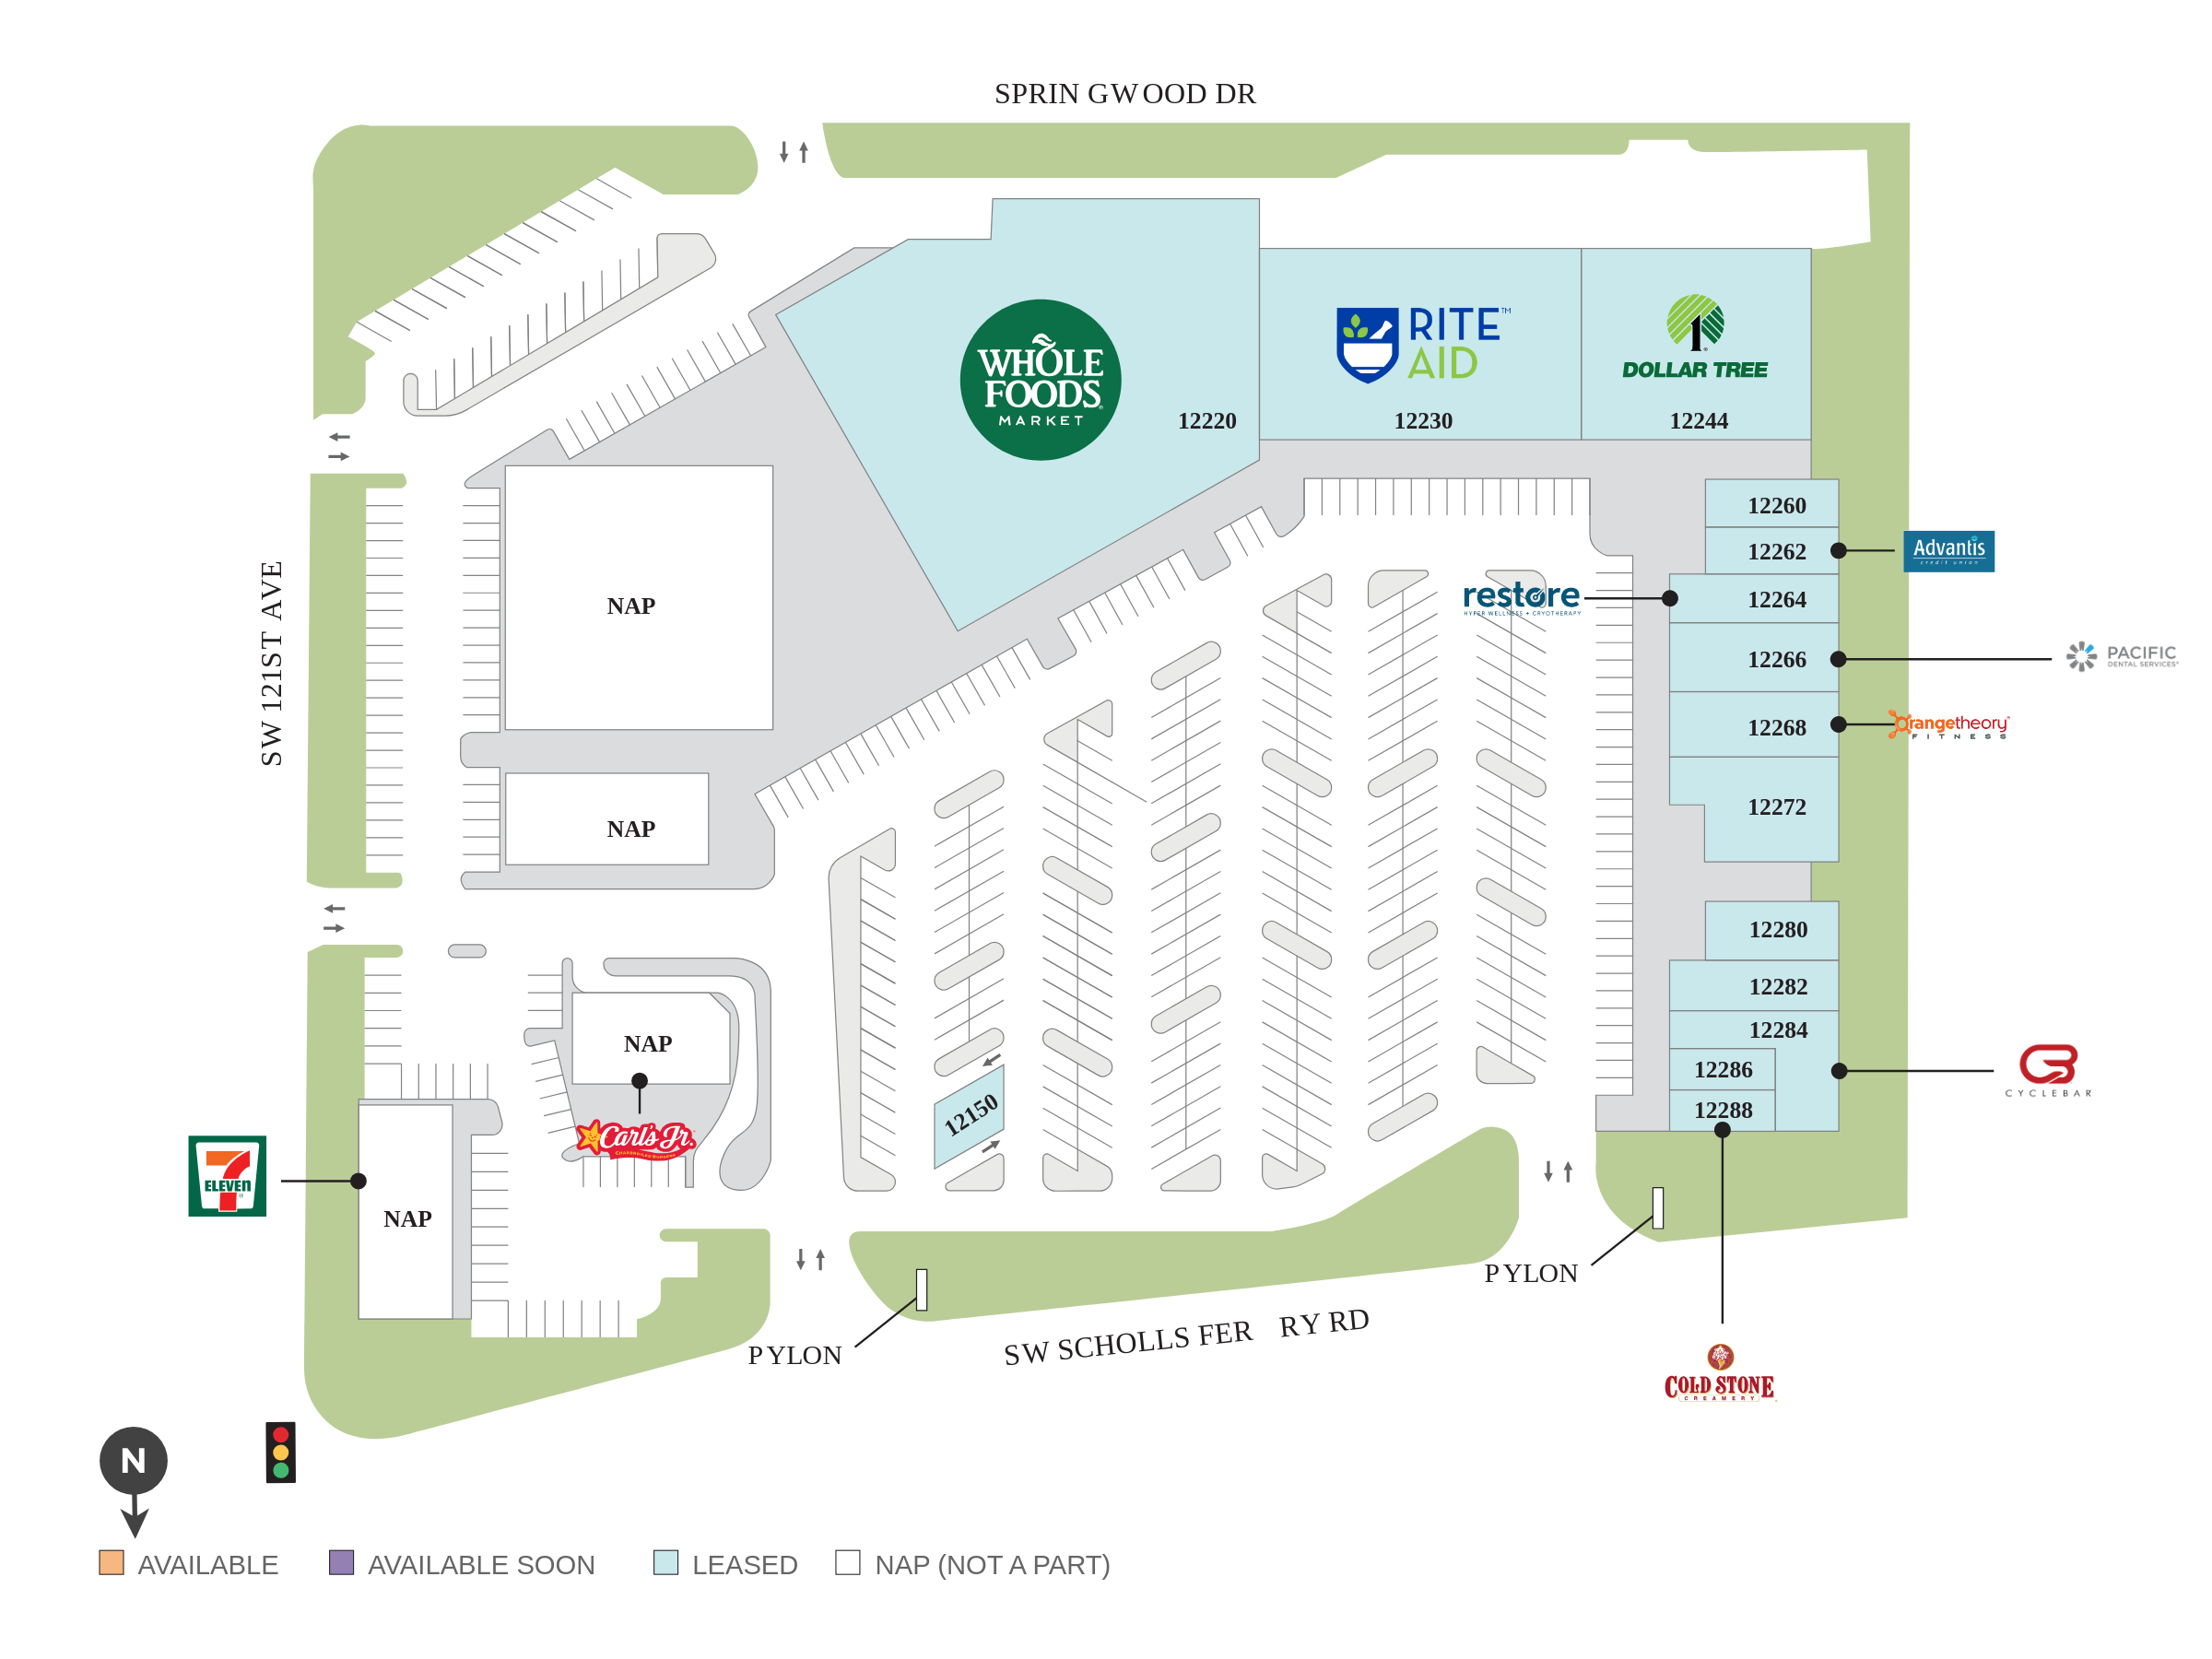 SPRIN GWOOD DR
WHOLE
FOODS
MARKET
12220
RITE
AID
TM
12230
DOLLAR TREE
12244
12260
12262
Advantis
credit union
restore
HYPER WELLNESS + CRYOTHERAPY
12264
12266
PACIFIC
DENTAL SERVICES
12268
orangetheory
FITNESS
12272
NAP
SW 121ST AVE
NAP
12280
12282
12284
12286
CYCLEBAR
12288
NAP
12150
Carl's Jr.
CHARBROILED BURGERS
7
ELEVEN
NAP
PYLON
PYLON
SW SCHOLLS FER RY RD
COLD STONE
CREAMERY
N
AVAILABLE
AVAILABLE SOON
LEASED
NAP (NOT A PART)